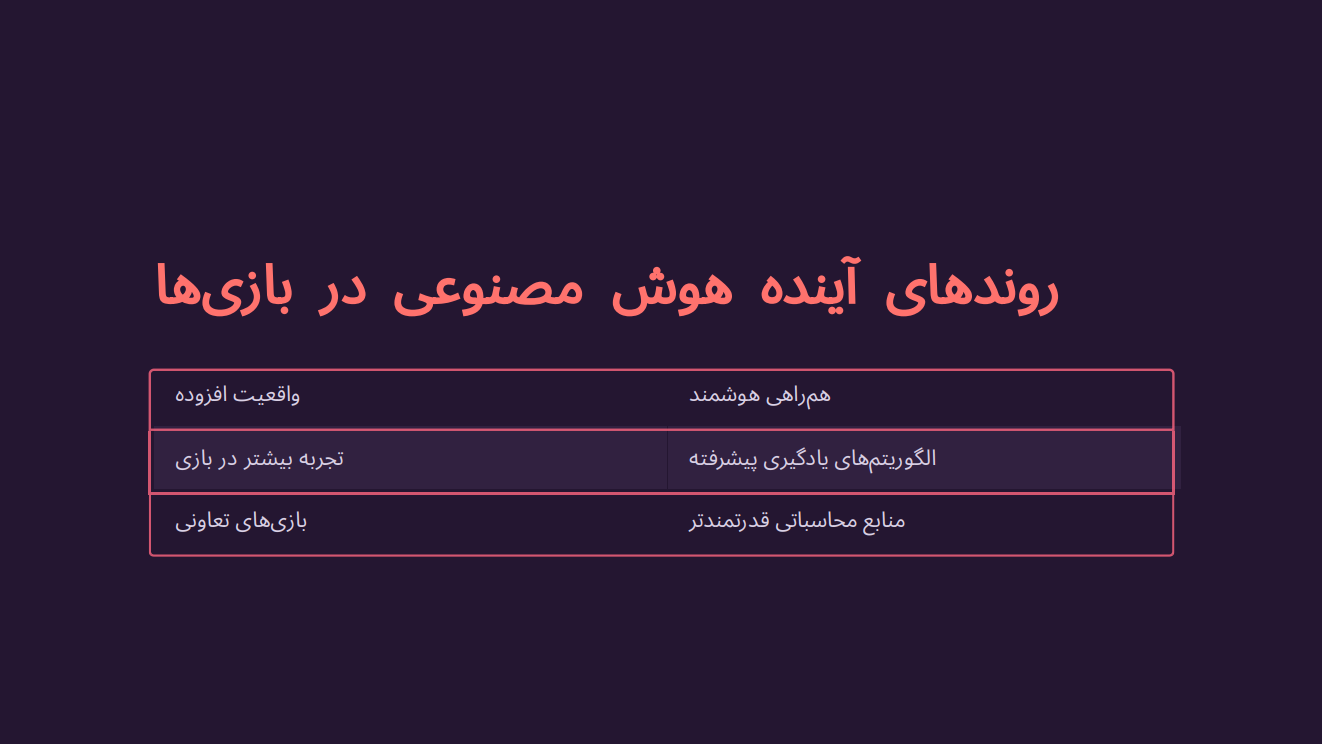 روندهای آینده هوش مصنوعی در بازی‌ها
هم‌راهی هوشمند
واقعیت افزوده
الگوریتم‌های یادگیری پیشرفته
تجربه بیشتر در بازی
منابع محاسباتی قدرتمندتر
بازی‌های تعاونی